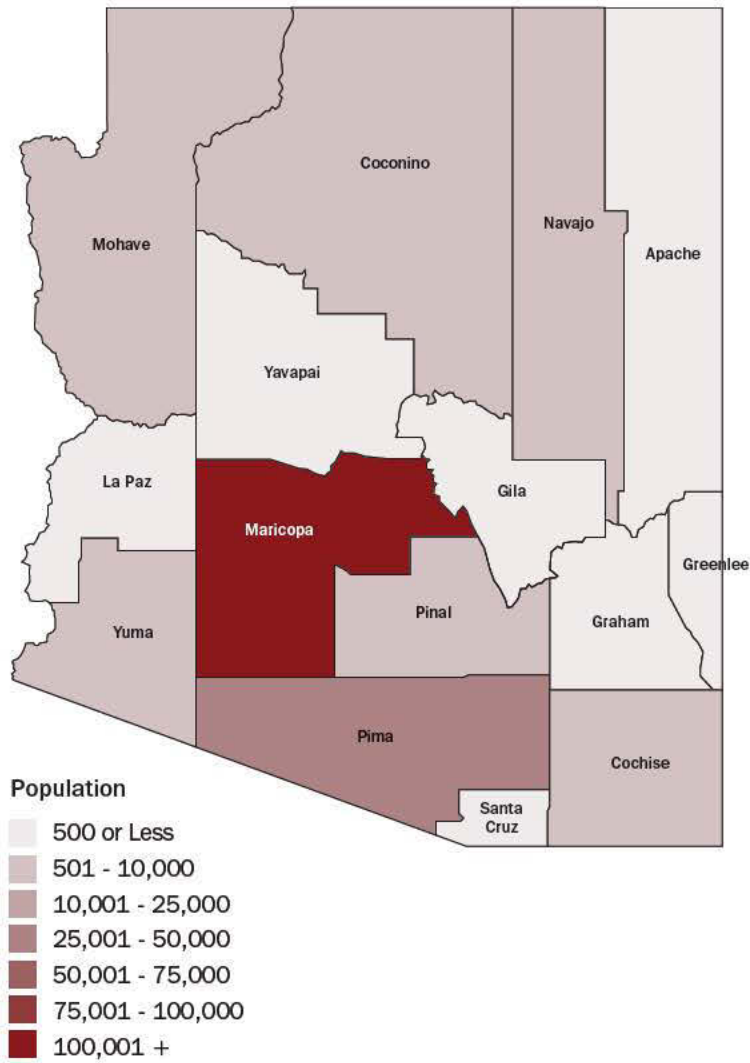 Coconino
Navajo
Mohave
Apache
Yavapai
La Paz
Gila
Maricopa
Greenlee
Pinal
Graham
Yuma
Pima
Cochise
Santa
Cruz
Population
500 or Less
501 - 10,000
10,001 - 25,000
25,001 - 50,000
50,001 - 75,000
75,001 - 100,000
100,001 +